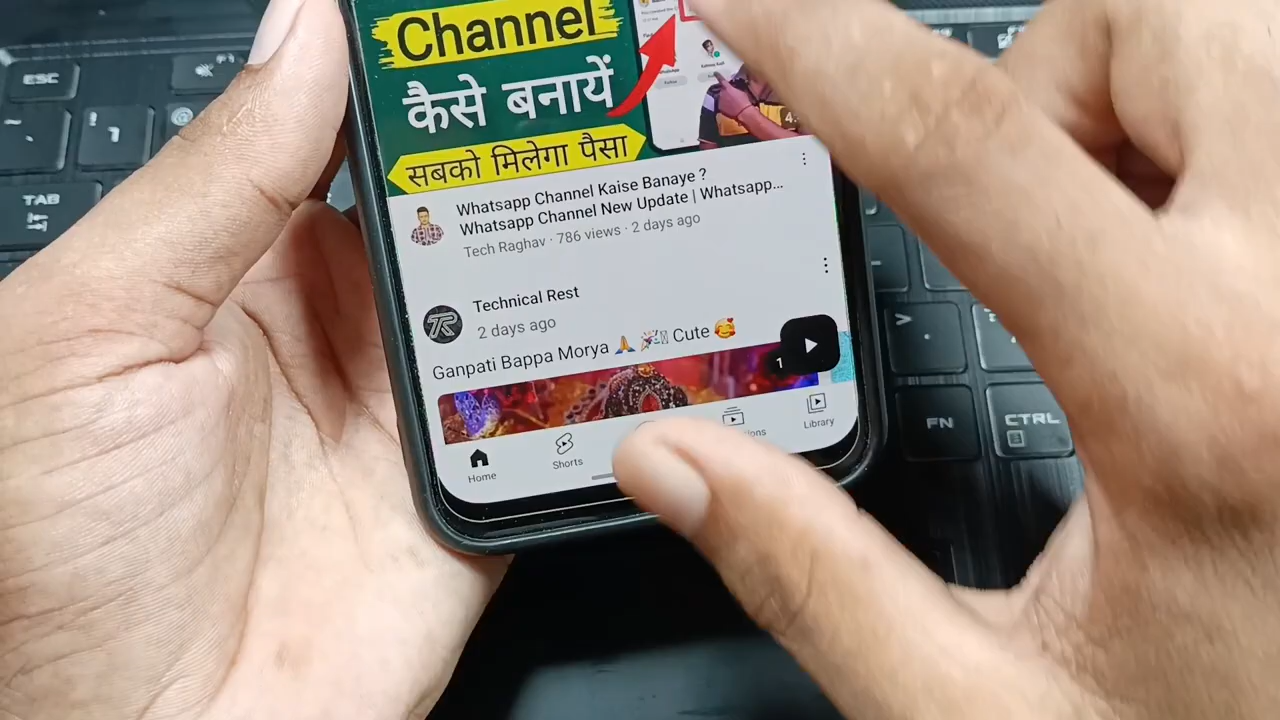 Channel
कैसे बनायें
सबको मिलेगा पैसा
Whatsapp Channel Kaise Banaye ?
Whatsapp Channel New Update | Whatsapp...
Tech Raghav · 786 views · 2 days ago
Technical Rest
2 days ago
Ganpati Bappa Morya 🙏 🎉 Cute 🥰
1
Home
Shorts
Library
ESC
TAB
FN
CTRL